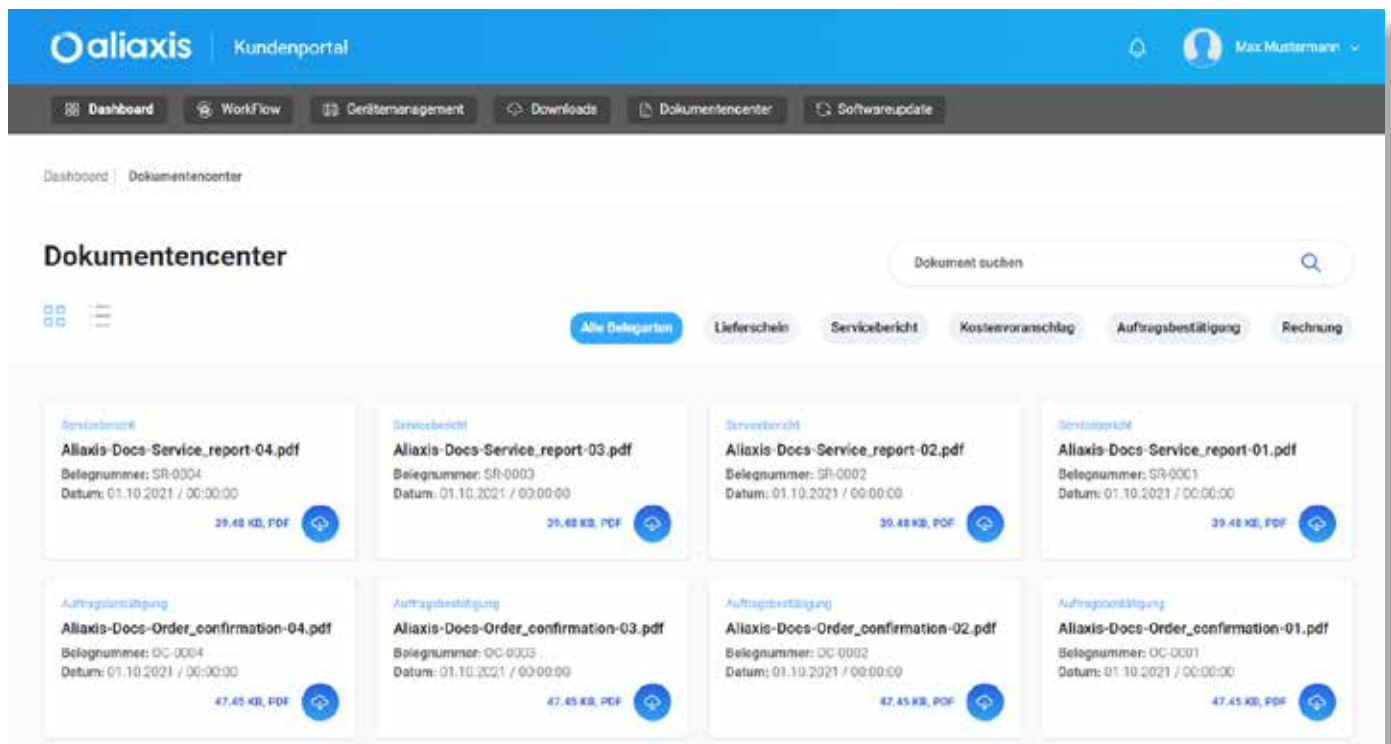 aliaxis Kundenportal Max Mustermann
Dashboard WorkFlow Gerätemanagement Downloads Dokumentencenter Softwareupdate
Dashboard | Dokumentencenter
Dokumentencenter
Dokument suchen
Alle Belegarten Lieferschein Servicebericht Kostenvoranschlag Auftragsbestätigung Rechnung
Servicebericht Servicebericht Servicebericht Servicebericht
Aliaxis-Docs-Service_report-04.pdf Aliaxis-Docs-Service_report-03.pdf Aliaxis-Docs-Service_report-02.pdf Aliaxis-Docs-Service_report-01.pdf
Belegnummer: SR-0004 Belegnummer: SR-0003 Belegnummer: SR-0002 Belegnummer: SR-0001
Datum: 01.10.2021 / 00:00:00 Datum: 01.10.2021 / 00:00:00 Datum: 01.10.2021 / 00:00:00 Datum: 01.10.2021 / 00:00:00
39.48 KB, PDF 39.48 KB, PDF 39.48 KB, PDF 39.48 KB, PDF
Auftragsbestätigung Auftragsbestätigung Auftragsbestätigung Auftragsbestätigung
Aliaxis-Docs-Order_confirmation-04.pdf Aliaxis-Docs-Order_confirmation-03.pdf Aliaxis-Docs-Order_confirmation-02.pdf Aliaxis-Docs-Order_confirmation-01.pdf
Belegnummer: OC-0004 Belegnummer: OC-0003 Belegnummer: OC-0002 Belegnummer: OC-0001
Datum: 01.10.2021 / 00:00:00 Datum: 01.10.2021 / 00:00:00 Datum: 01.10.2021 / 00:00:00 Datum: 01.10.2021 / 00:00:00
47.45 KB, PDF 47.45 KB, PDF 47.45 KB, PDF 47.45 KB, PDF